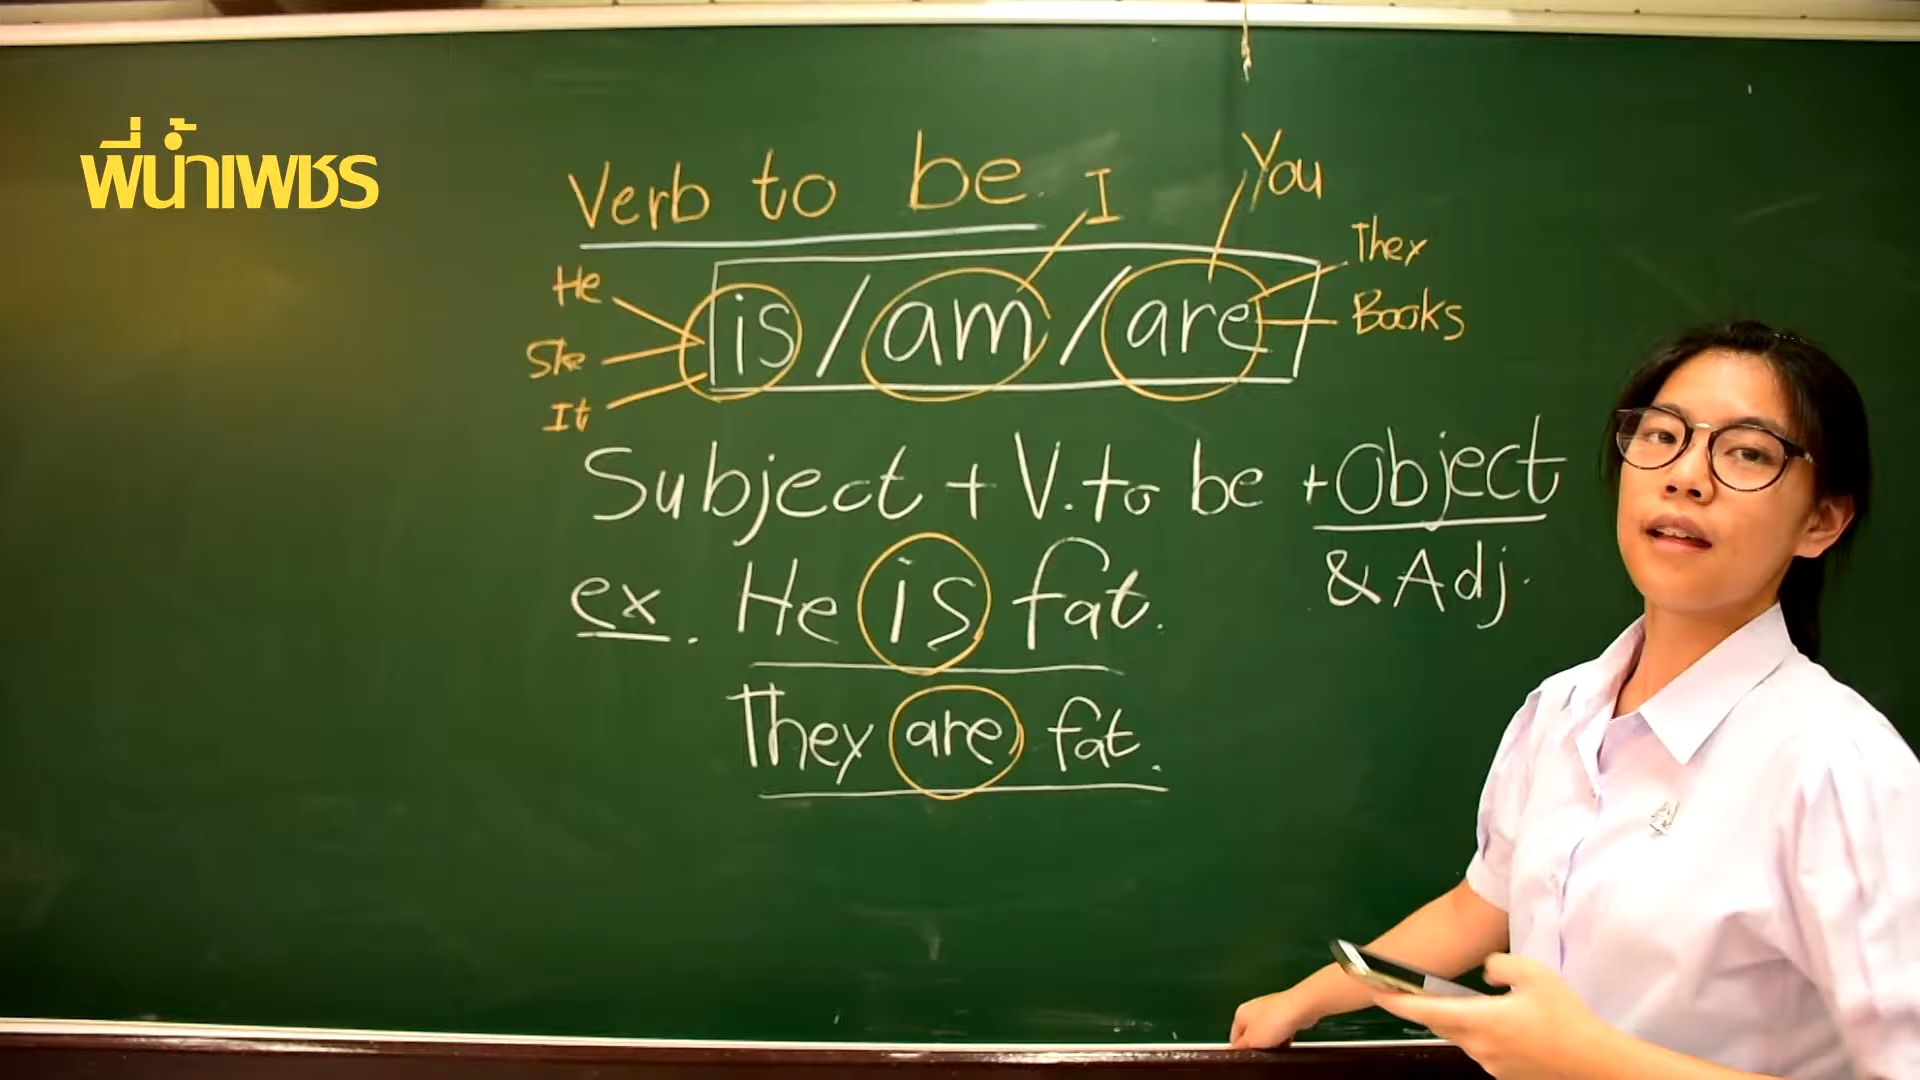 พี่น้ำเพชร
Verb to be.
I
You
He
She
It
is / am / are
They
Books
Subject + V. to be + Object
& Adj.
ex. He is fat.
They are fat.